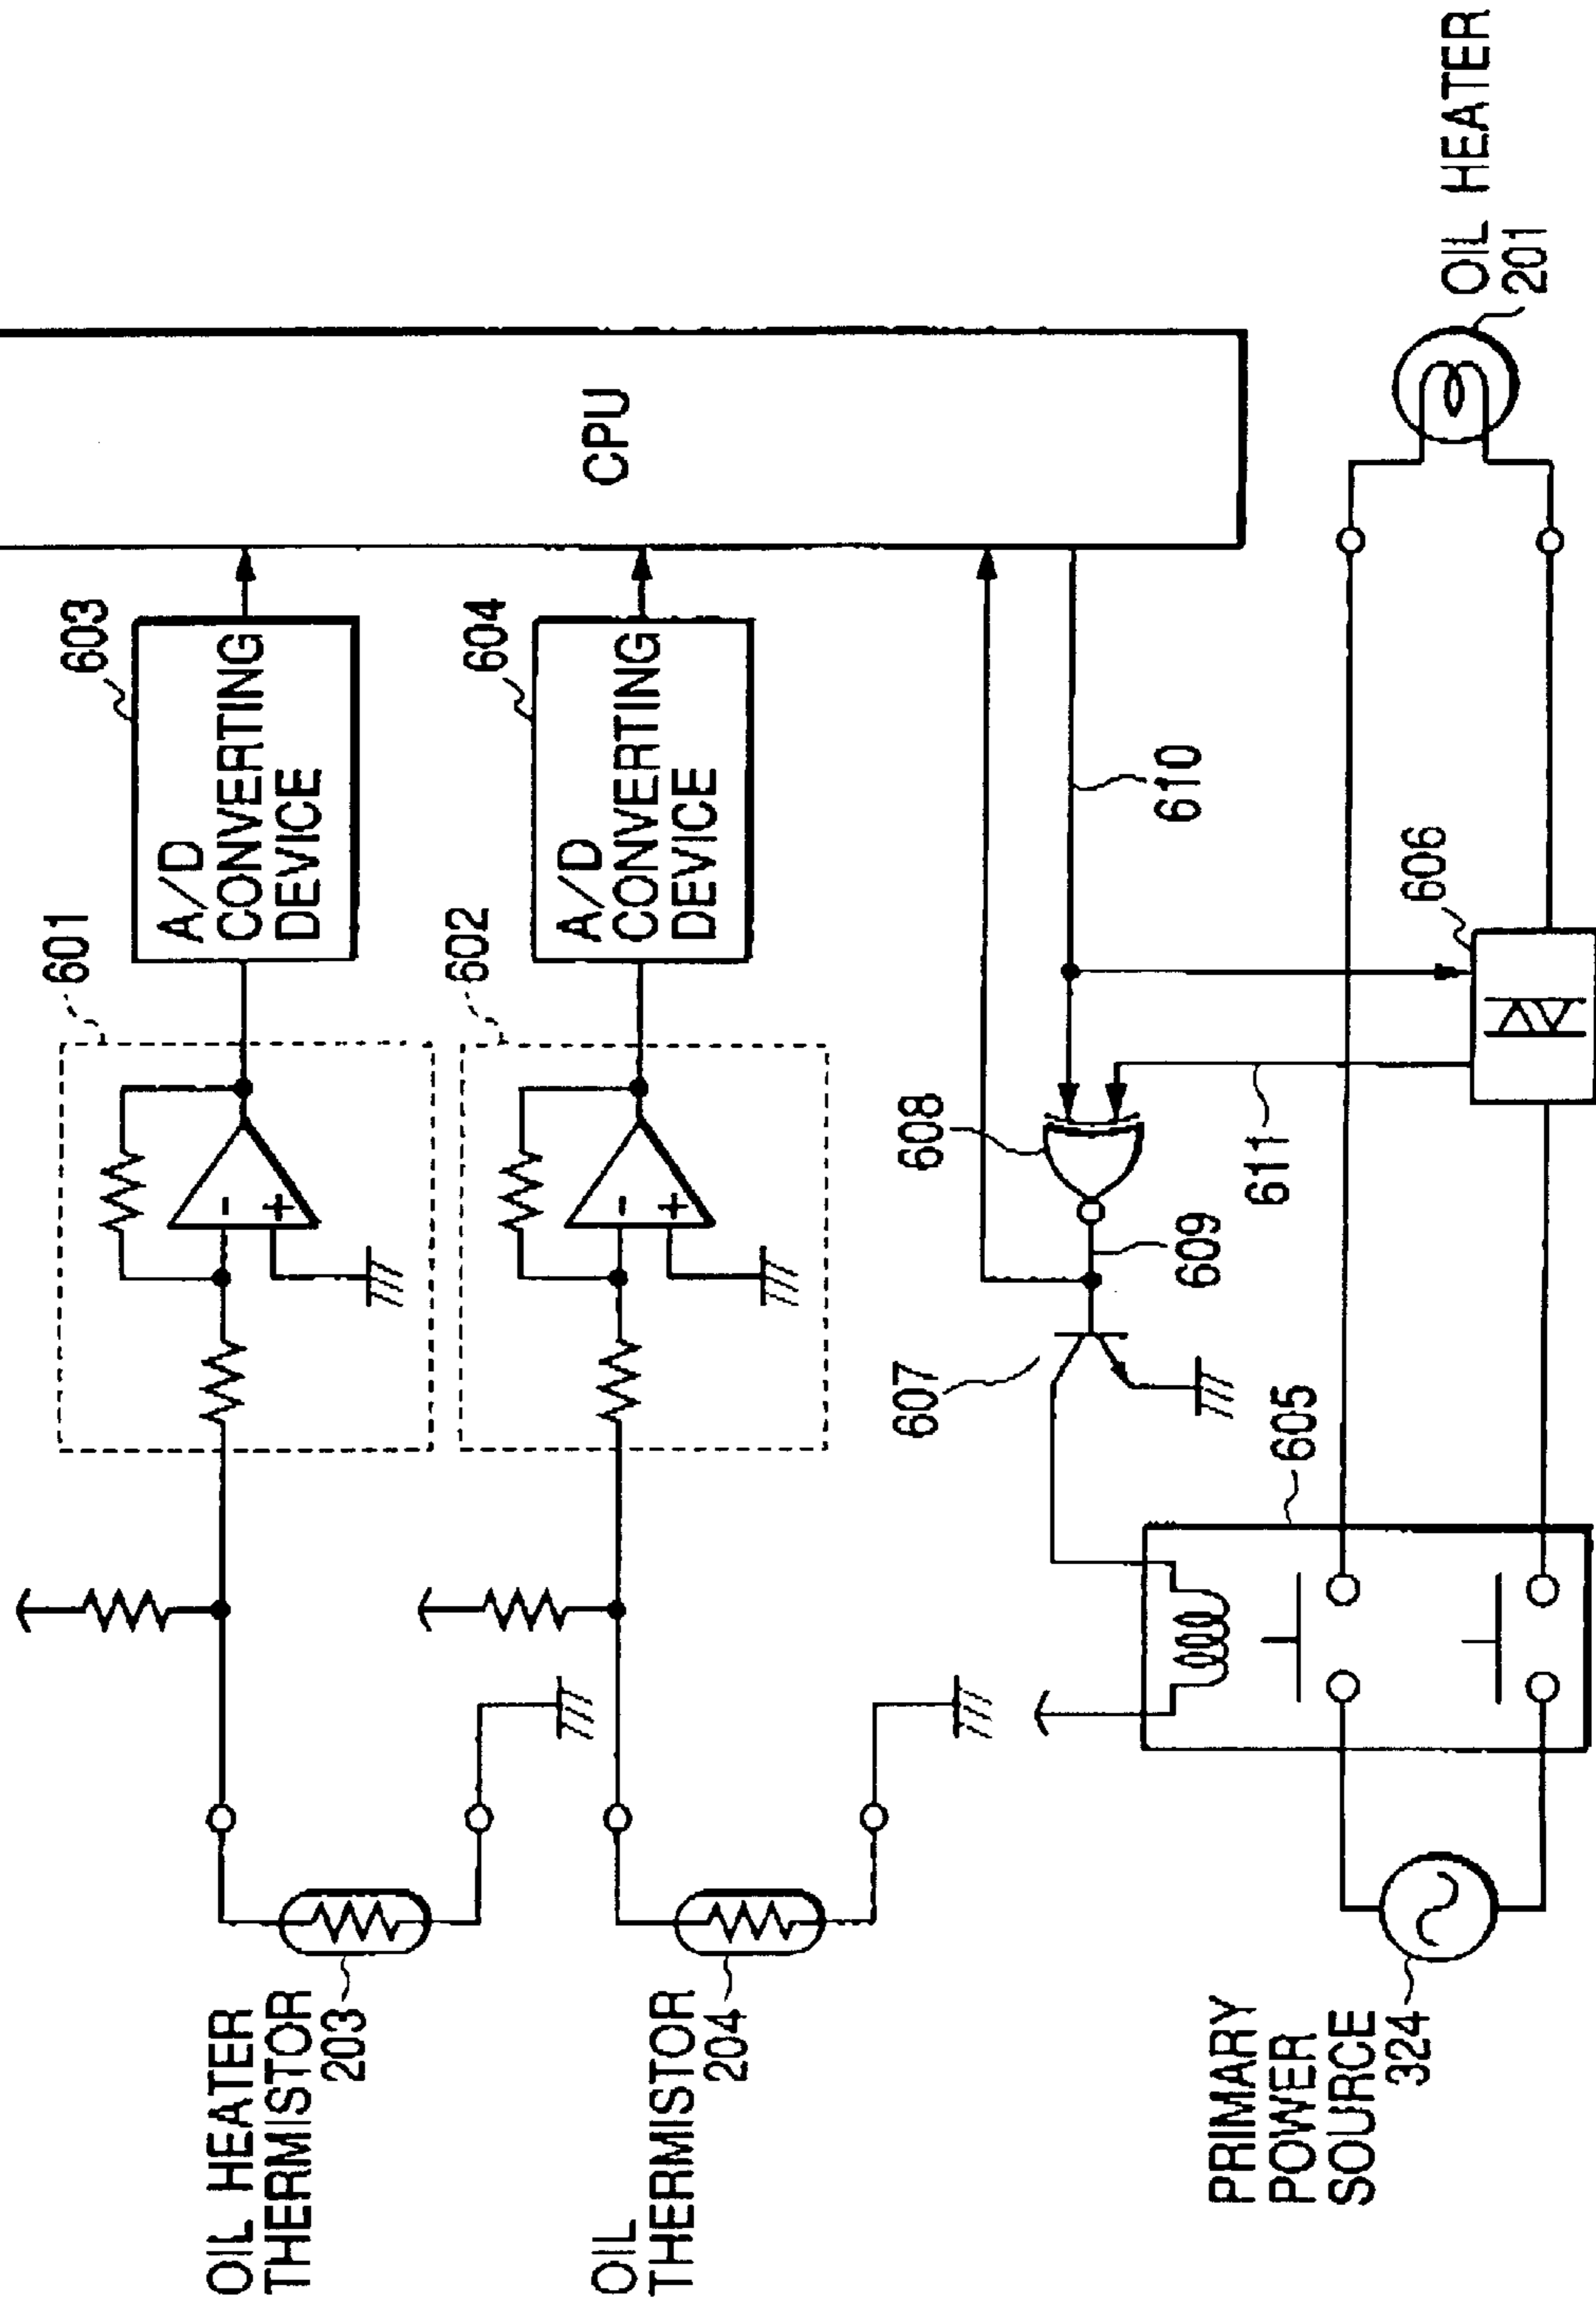 OIL HEATER
THERMISTOR
203
601
-
+
603
A/D
CONVERTING
DEVICE
OIL
THERMISTOR
204
602
-
+
604
A/D
CONVERTING
DEVICE
CPU
607
608
609
610
611
PRIMARY
POWER
SOURCE
324
605
606
OIL HEATER
201